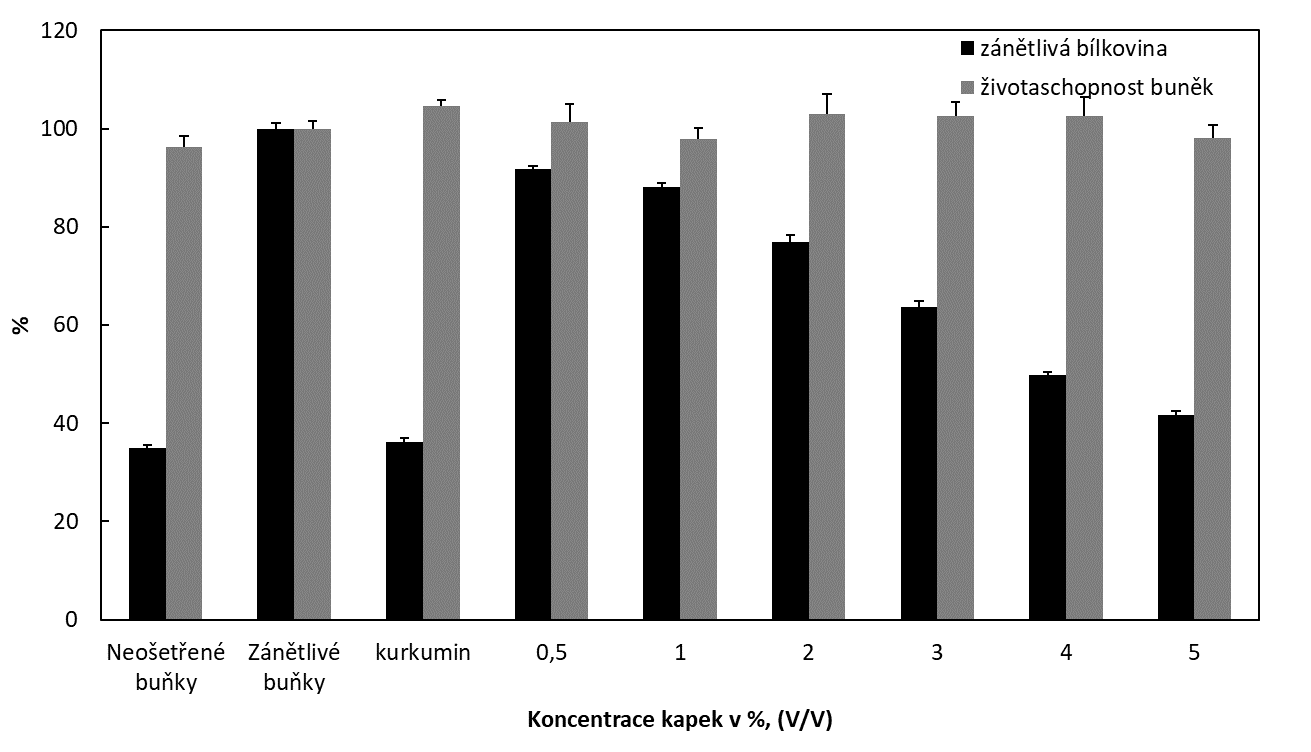 120
zánětlivá bílkovina
životaschopnost buněk
100
80
%
60
40
20
0
Neošetřené buňky
Zánětlivé buňky
kurkumin
0,5
1
2
3
4
5
Koncentrace kapek v %, (V/V)